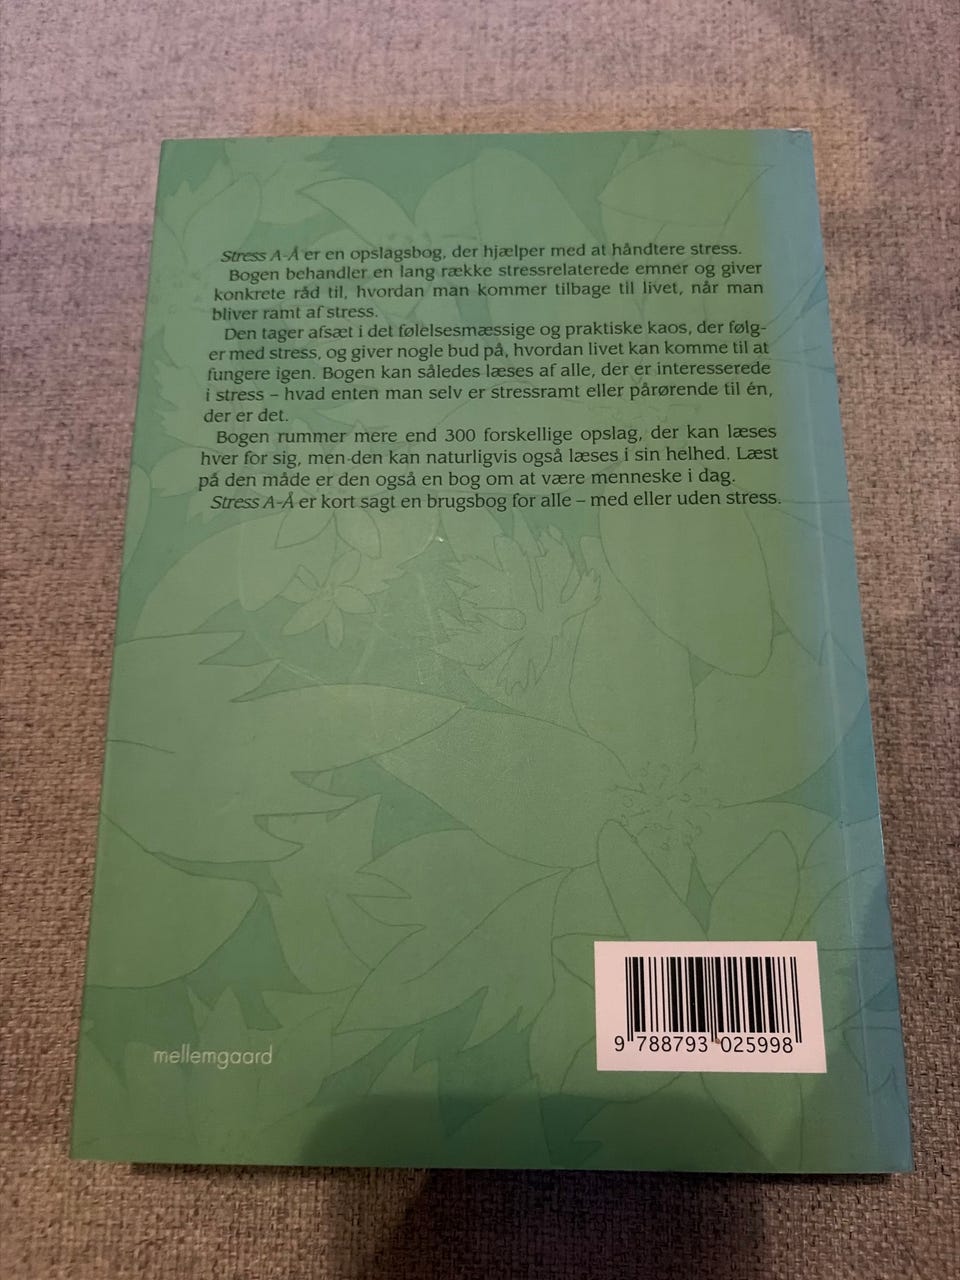 Stress A-Å er en opslagsbog, der hjælper med at håndtere stress.
Bogen behandler en lang række stressrelaterede emner og giver
konkrete råd til, hvordan man kommer tilbage til livet, når man
bliver ramt af stress.
Den tager afsæt i det følelsesmæssige og praktiske kaos, der følg-
er med stress, og giver nogle bud på, hvordan livet kan komme til at
fungere igen. Bogen kan således læses af alle, der er interesserede
i stress – hvad enten man selv er stressramt eller pårørende til én,
der er det.
Bogen rummer mere end 300 forskellige opslag, der kan læses
hver for sig, men den kan naturligvis også læses i sin helhed. Læst
på den måde er den også en bog om at være menneske i dag.
Stress A-Å er kort sagt en brugsbog for alle – med eller uden stress.
mellemgaard
9 788793 025998